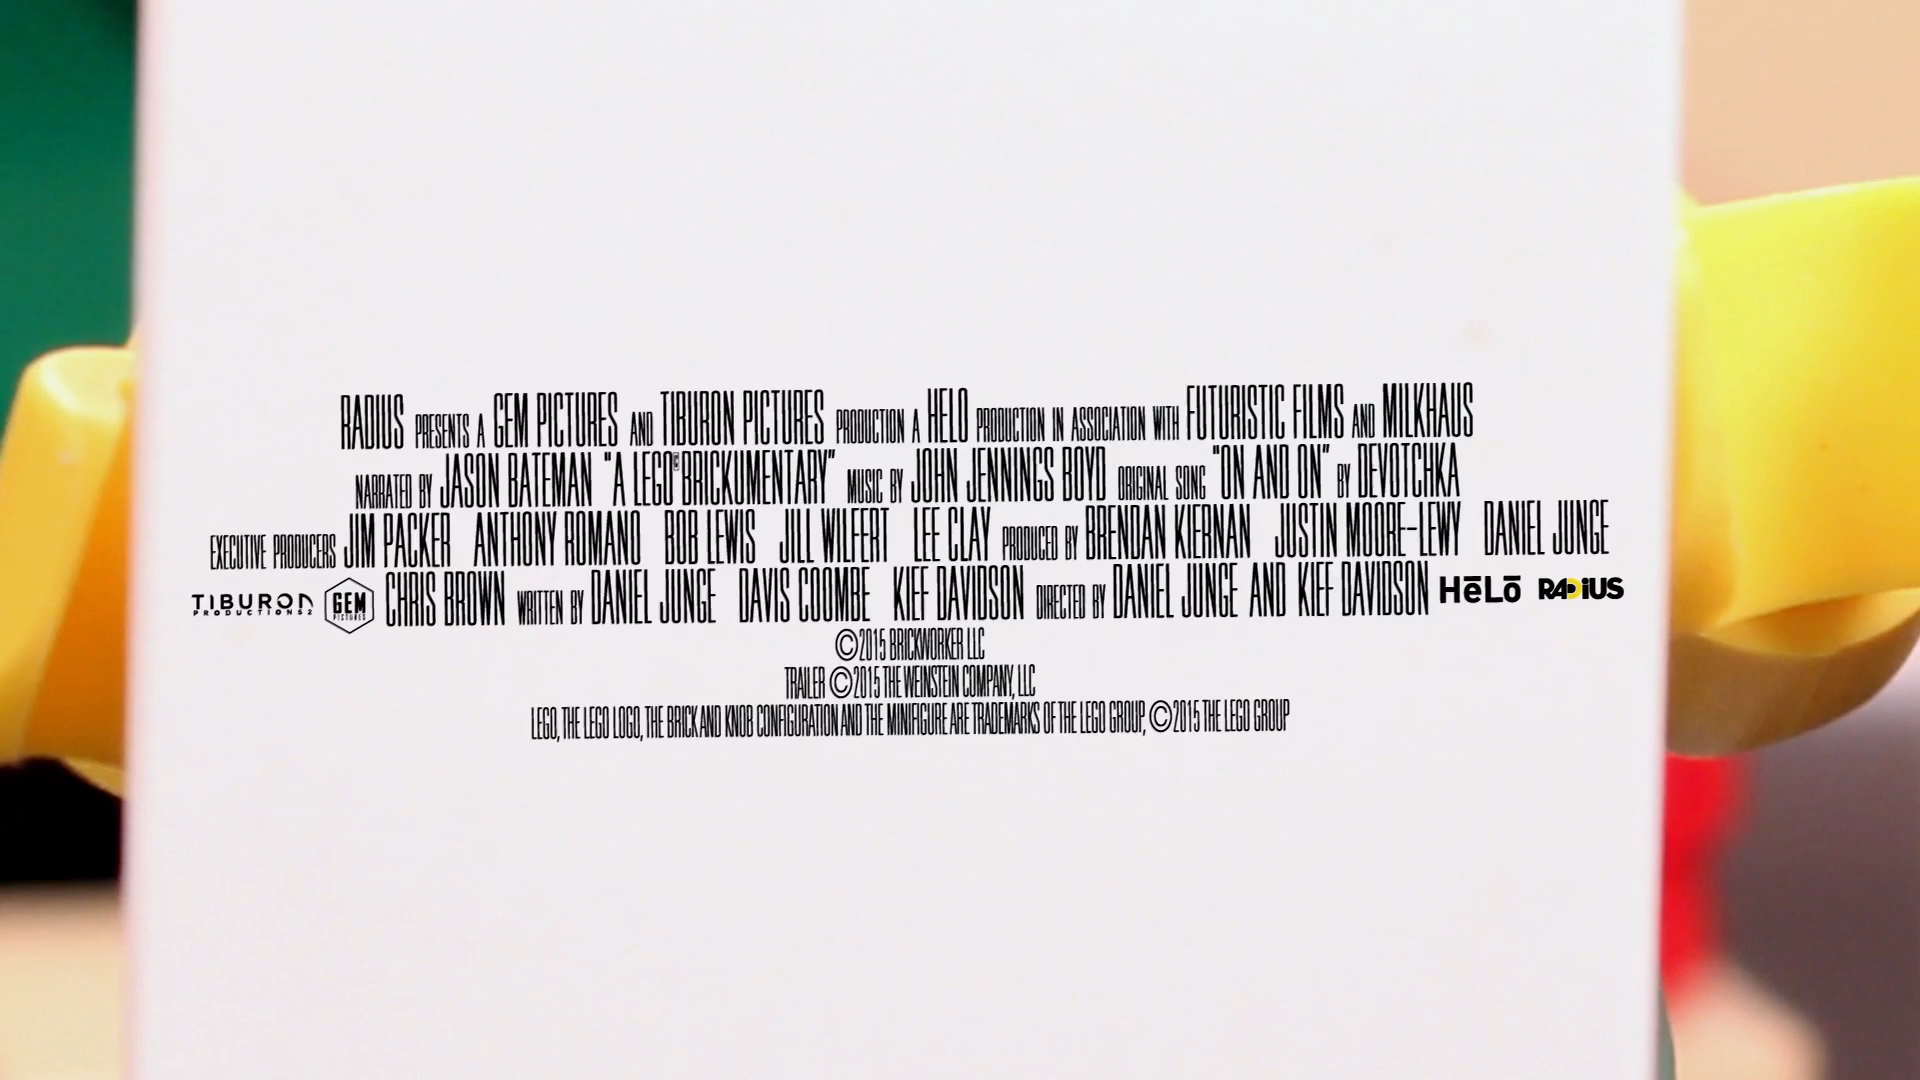 RADIUS PRESENTS A GEM PICTURES AND TIBURON PICTURES PRODUCTION A HELO PRODUCTION IN ASSOCIATION WITH FUTURISTIC FILMS AND MILKHAUS
NARRATED BY JASON BATEMAN "A LEGO® BRICKUMENTARY" MUSIC BY JOHN JENNINGS BOYD ORIGINAL SONG "ON AND ON" BY DEVOTCHKA
EXECUTIVE PRODUCERS JIM PACKER ANTHONY ROMANO BOB LEWIS JILL WILFERT LEE CLAY PRODUCED BY BRENDAN KIERNAN JUSTIN MOORE-LEWY DANIEL JUNGE
TIBURON PRODUCTIONS2 GEM PICTURES CHRIS BROWN WRITTEN BY DANIEL JUNGE DAVIS COOMBE KIEF DAVIDSON DIRECTED BY DANIEL JUNGE AND KIEF DAVIDSON HēLō RADiUS
©2015 BRICKWORKER LLC
TRAILER ©2015 THE WEINSTEIN COMPANY, LLC
LEGO, THE LEGO LOGO, THE BRICK AND KNOB CONFIGURATION AND THE MINIFIGURE ARE TRADEMARKS OF THE LEGO GROUP, ©2015 THE LEGO GROUP